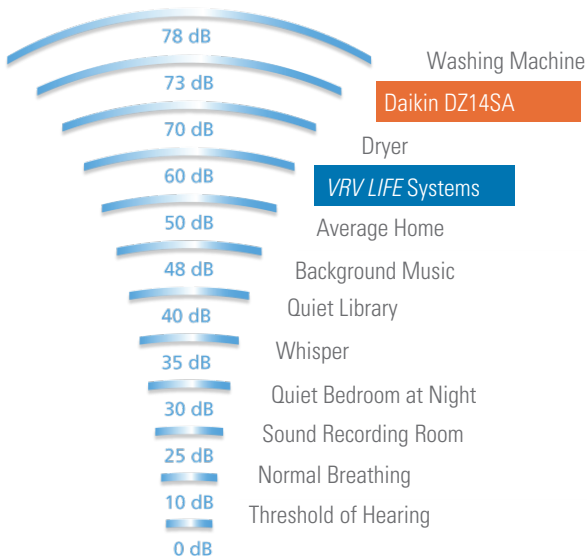 78 dB
Washing Machine
73 dB
Daikin DZ14SA
70 dB
Dryer
60 dB
VRV LIFE Systems
50 dB
Average Home
48 dB
Background Music
40 dB
Quiet Library
35 dB
Whisper
30 dB
Quiet Bedroom at Night
25 dB
Sound Recording Room
10 dB
Normal Breathing
0 dB
Threshold of Hearing